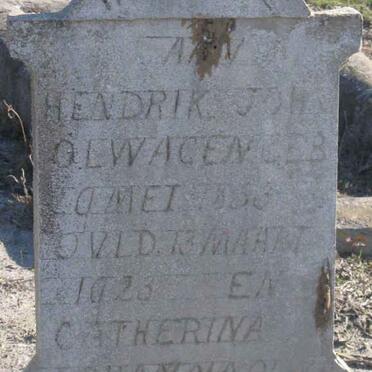 AAN
HENDRIK JOH
OLWAGEN GEB
MEI
OVLD. 13 MAART
1923 EN
CATHERINA